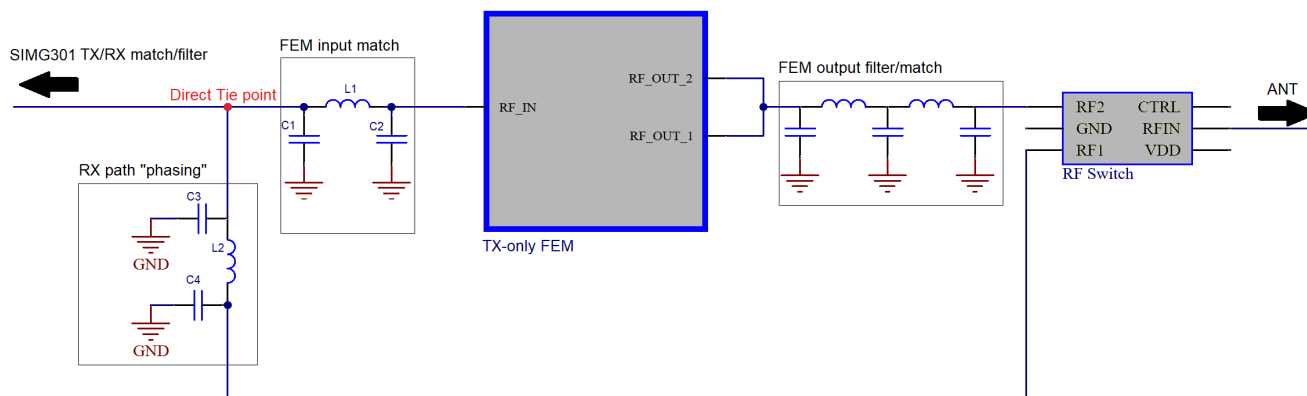 SIMG301 TX/RX match/filter
FEM input match
Direct Tie point
L1
C1
C2
RF_IN
RF_OUT_2
RF_OUT_1
TX-only FEM
FEM output filter/match
ANT
RF2
CTRL
GND
RFIN
RF1
VDD
RF Switch
RX path "phasing"
C3
GND
L2
C4
GND